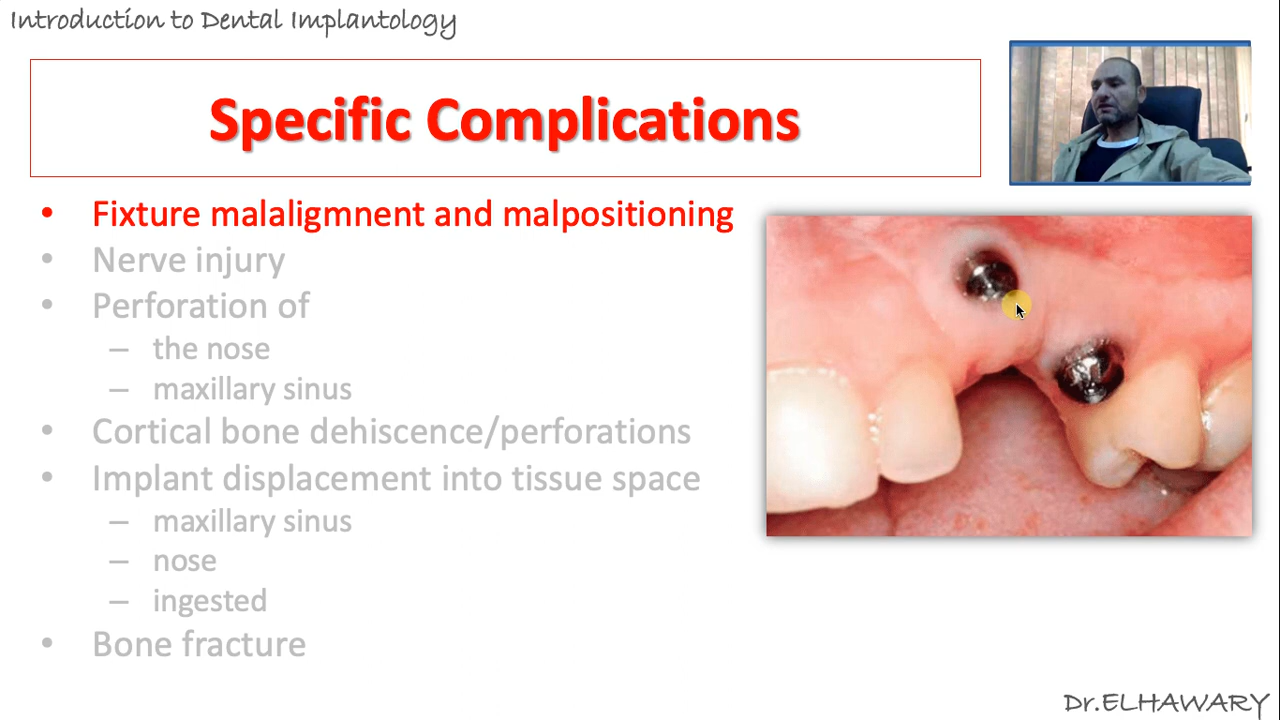 Introduction to Dental Implantology
Specific Complications
• Fixture malaligmnent and malpositioning
• Nerve injury
• Perforation of
– the nose
– maxillary sinus
• Cortical bone dehiscence/perforations
• Implant displacement into tissue space
– maxillary sinus
– nose
– ingested
• Bone fracture
Dr.ELHAWARY